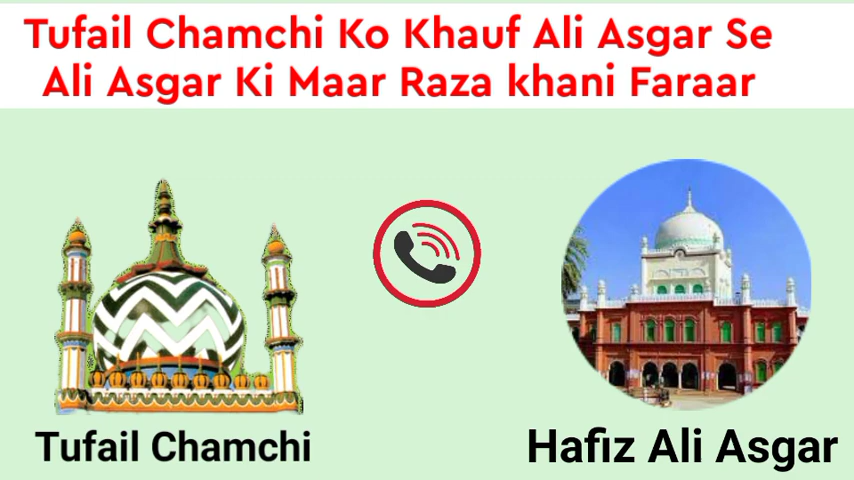 Tufail Chamchi Ko Khauf Ali Asgar Se
Ali Asgar Ki Maar Raza khani Faraar
Tufail Chamchi
Hafiz Ali Asgar